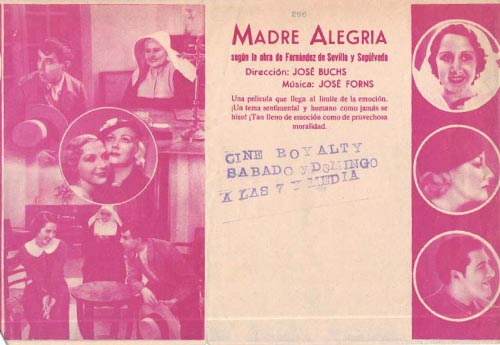 296
MADRE ALEGRIA
según la obra de Fernández de Sevilla y Sepúlveda
Dirección: JOSÉ BUCHS
Música: JOSÉ FORNS
Una película que llega al límite de la emoción.
¡Un tema sentimental y humano como jamás se
hizo! ¡Tan lleno de emoción como de provechosa
moralidad.
CINE ROYALTY
SABADO y DOMINGO
A LAS 7 Y MEDIA